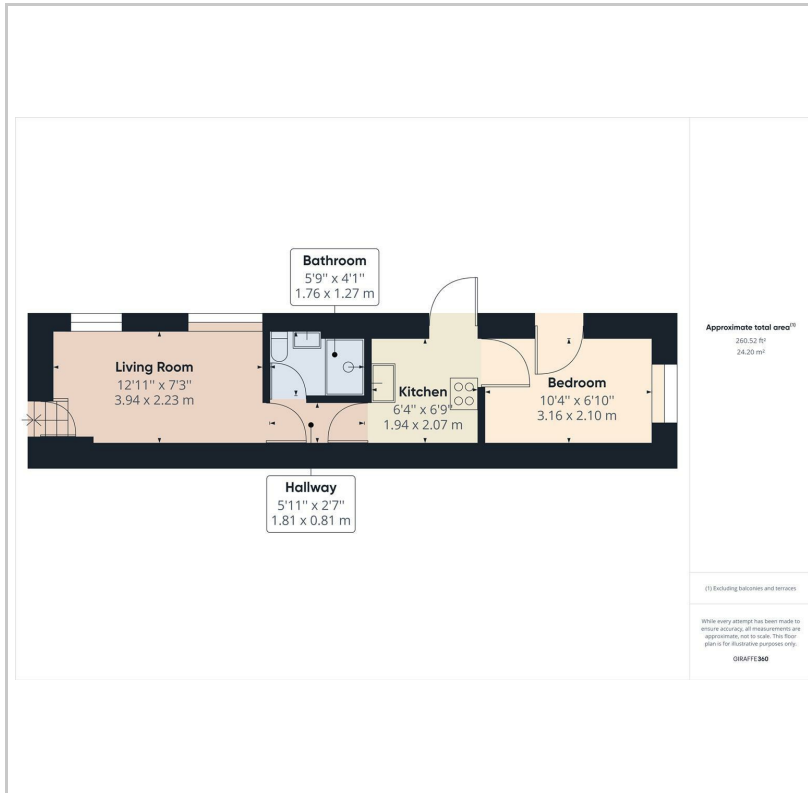 Bathroom
5'9'' x 4'1''
1.76 x 1.27 m
Living Room
12'11'' x 7'3''
3.94 x 2.23 m
Kitchen
6'4'' x 6'9''
1.94 x 2.07 m
Bedroom
10'4'' x 6'10''
3.16 x 2.10 m
Hallway
5'11'' x 2'7''
1.81 x 0.81 m
Approximate total area(1)
260.52 ft²
24.20 m²
(1) Excluding balconies and terraces
While every attempt has been made to
ensure accuracy, all measurements are
approximate, not to scale. This floor
plan is for illustrative purposes only.
GIRAFFE360